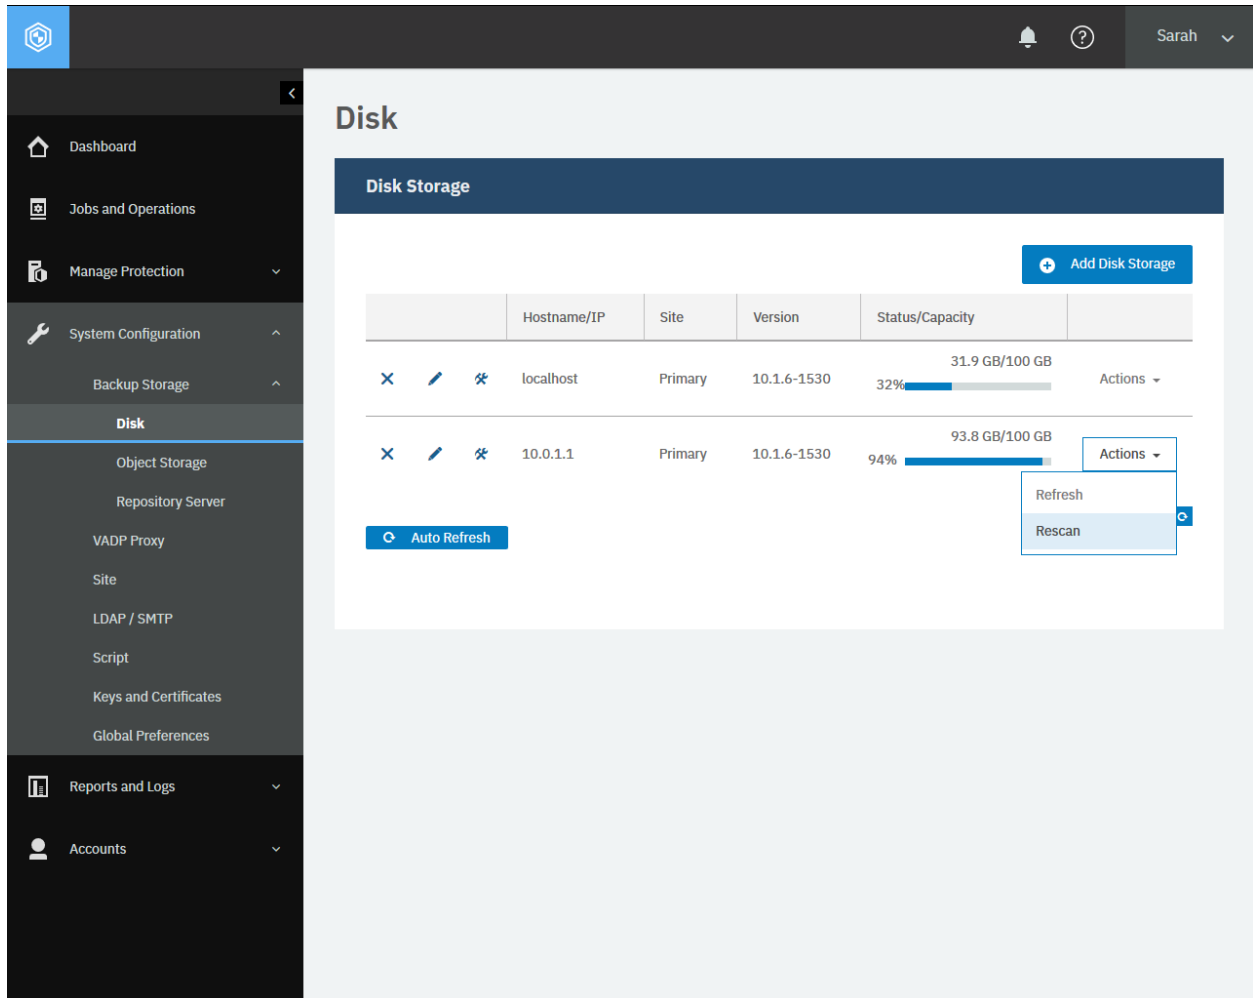 Sarah
Disk
Dashboard
Jobs and Operations
Manage Protection
System Configuration
Backup Storage
Disk
Object Storage
Repository Server
VADP Proxy
Site
LDAP / SMTP
Script
Keys and Certificates
Global Preferences
Reports and Logs
Accounts
Disk Storage
Add Disk Storage
Hostname/IP Site Version Status/Capacity
31.9 GB/100 GB
localhost Primary 10.1.6-1530 32% Actions
93.8 GB/100 GB
10.0.1.1 Primary 10.1.6-1530 94% Actions
Refresh
Rescan
Auto Refresh